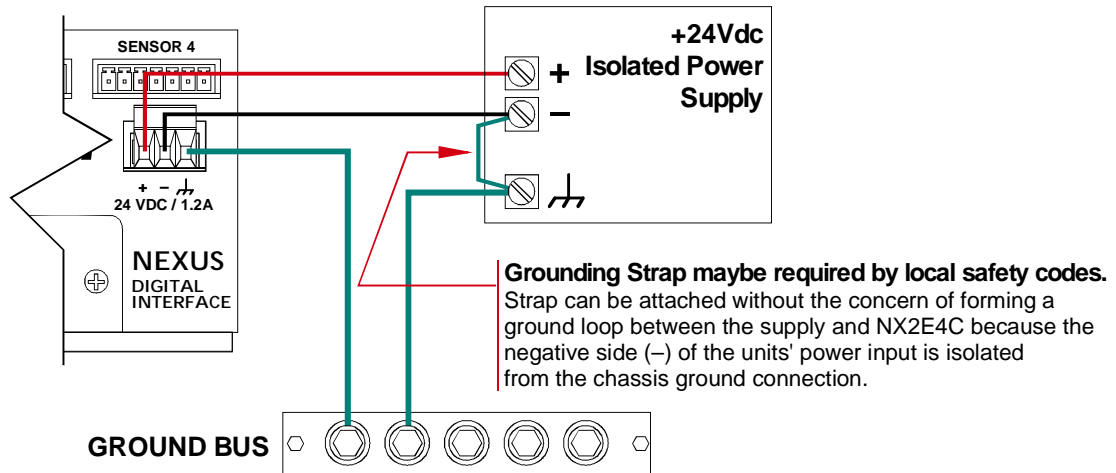 SENSOR 4
+ −
24 VDC / 1.2A
NEXUS
DIGITAL
INTERFACE
+24Vdc
Isolated Power
Supply
+
−
Grounding Strap maybe required by local safety codes.
Strap can be attached without the concern of forming a
ground loop between the supply and NX2E4C because the
negative side (–) of the units' power input is isolated
from the chassis ground connection.
GROUND BUS